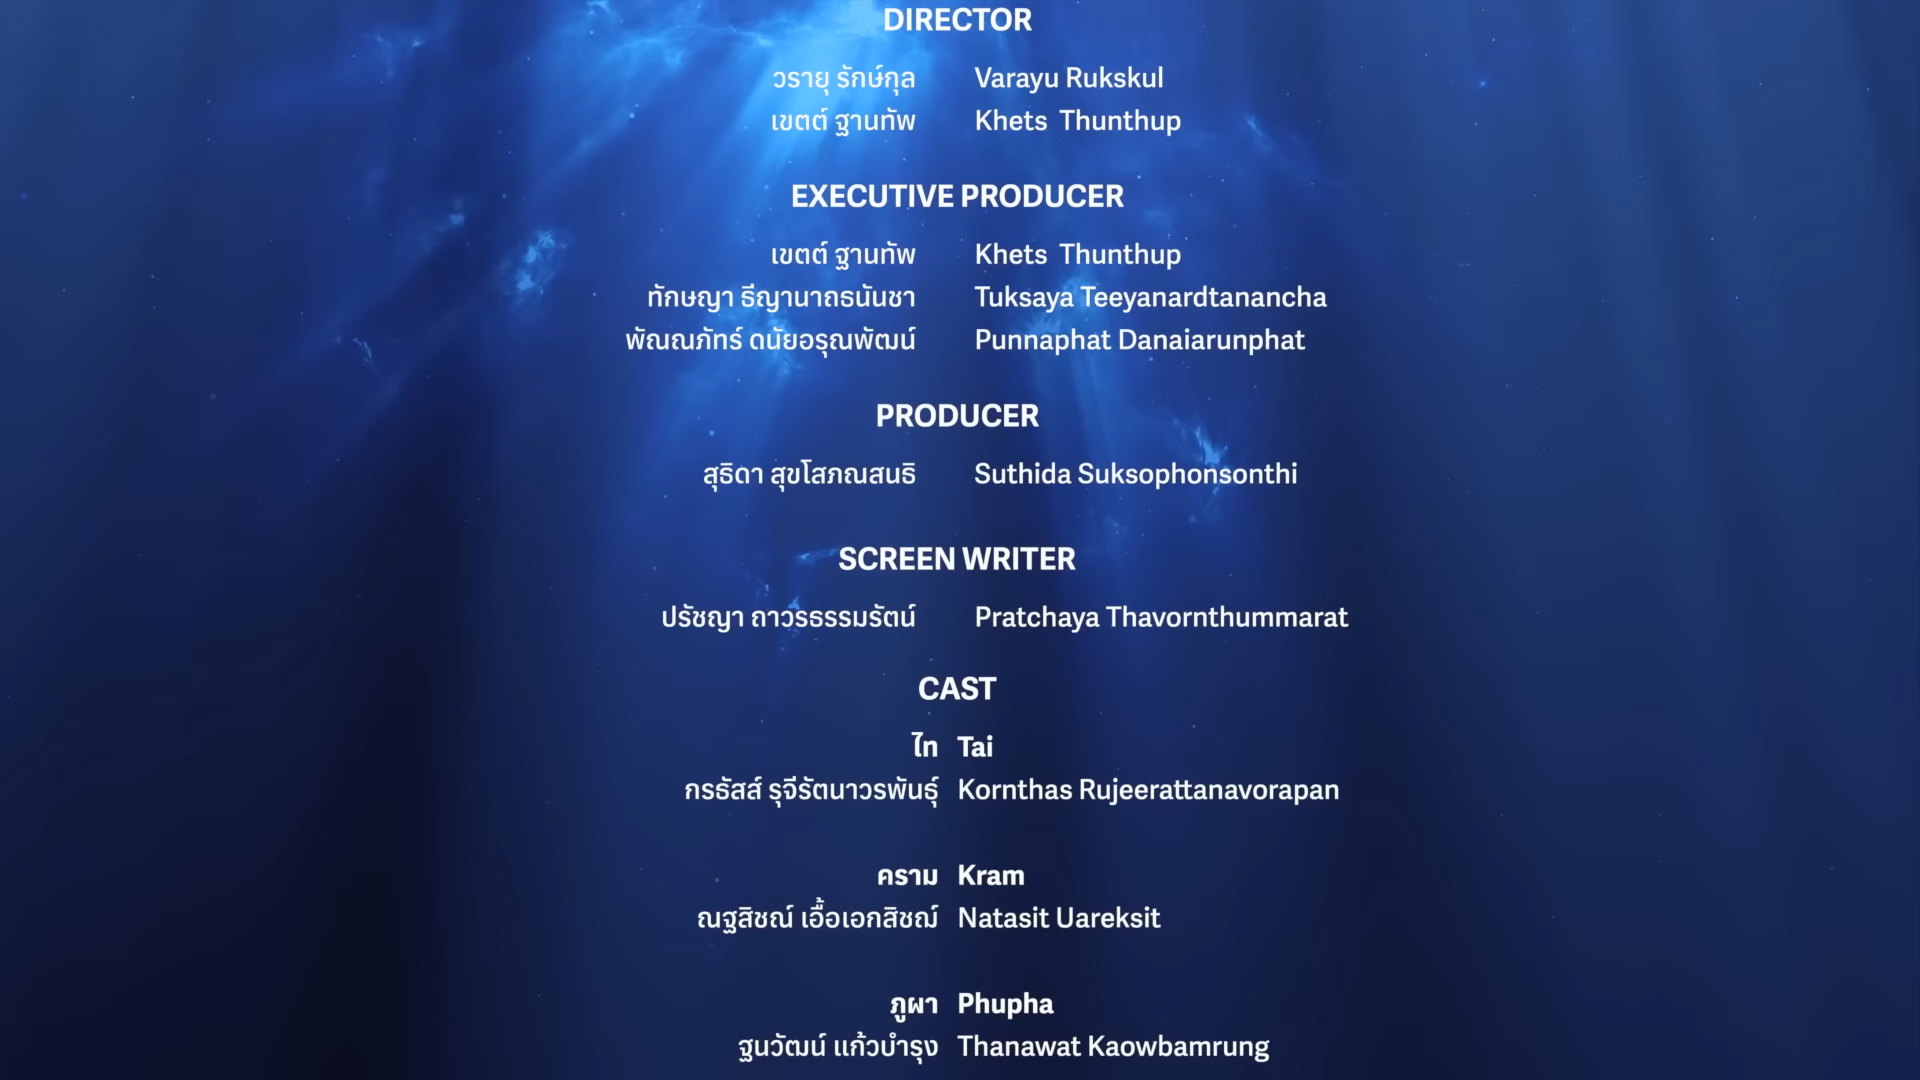 DIRECTOR
วรายุ รักษ์กุล Varayu Rukskul
เขตต์ ฐานทัพ Khets Thunthup
EXECUTIVE PRODUCER
เขตต์ ฐานทัพ Khets Thunthup
ทักษญา ธีญานาถธนันชา Tuksaya Teeyanardtanancha
พัณณภัทร์ ดนัยอรุณพัฒน์ Punnaphat Danaiarunphat
PRODUCER
สุธิดา สุขโสภณสนธิ Suthida Suksophonsonthi
SCREEN WRITER
ปรัชญา ถาวรธรรมรัตน์ Pratchaya Thavornthummarat
CAST
ไท Tai
กรธัสส์ รุจีรัตนาวรพันธุ์ Kornthas Rujeerattanavorapan
คราม Kram
ณฐสิชณ์ เอื้อเอกสิชฌ์ Natasit Uareksit
ภูผา Phupha
ฐนวัฒน์ แก้วบำรุง Thanawat Kaowbamrung